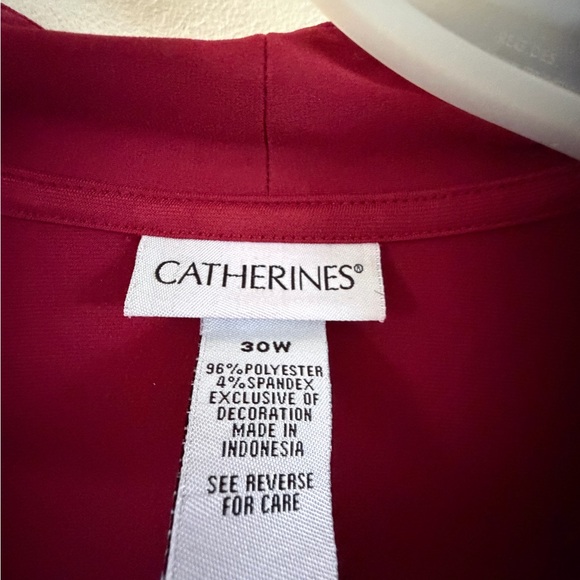 CATHERINES®
30W
96%POLYESTER
4%SPANDEX
EXCLUSIVE OF
DECORATION
MADE IN
INDONESIA
SEE REVERSE
FOR CARE